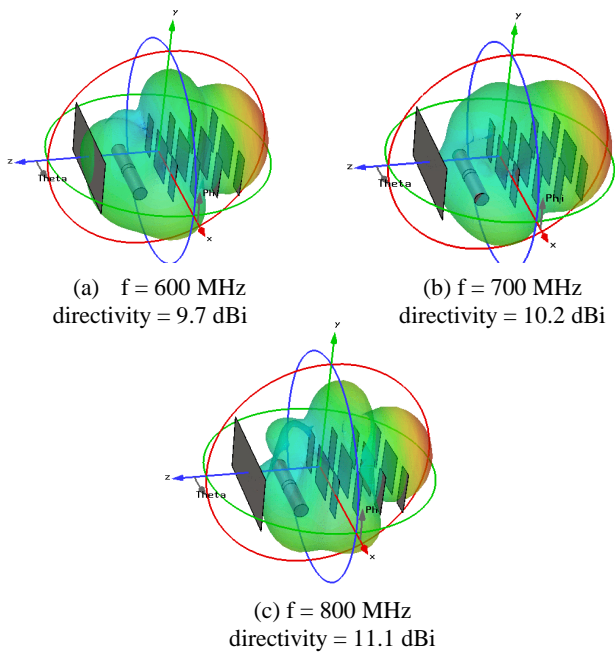 y
z
Theta
Phi
x
y
z
Theta
Phi
x
(a) f = 600 MHz
directivity = 9.7 dBi
(b) f = 700 MHz
directivity = 10.2 dBi
y
z
Theta
Ph
x
(c) f = 800 MHz
directivity = 11.1 dBi